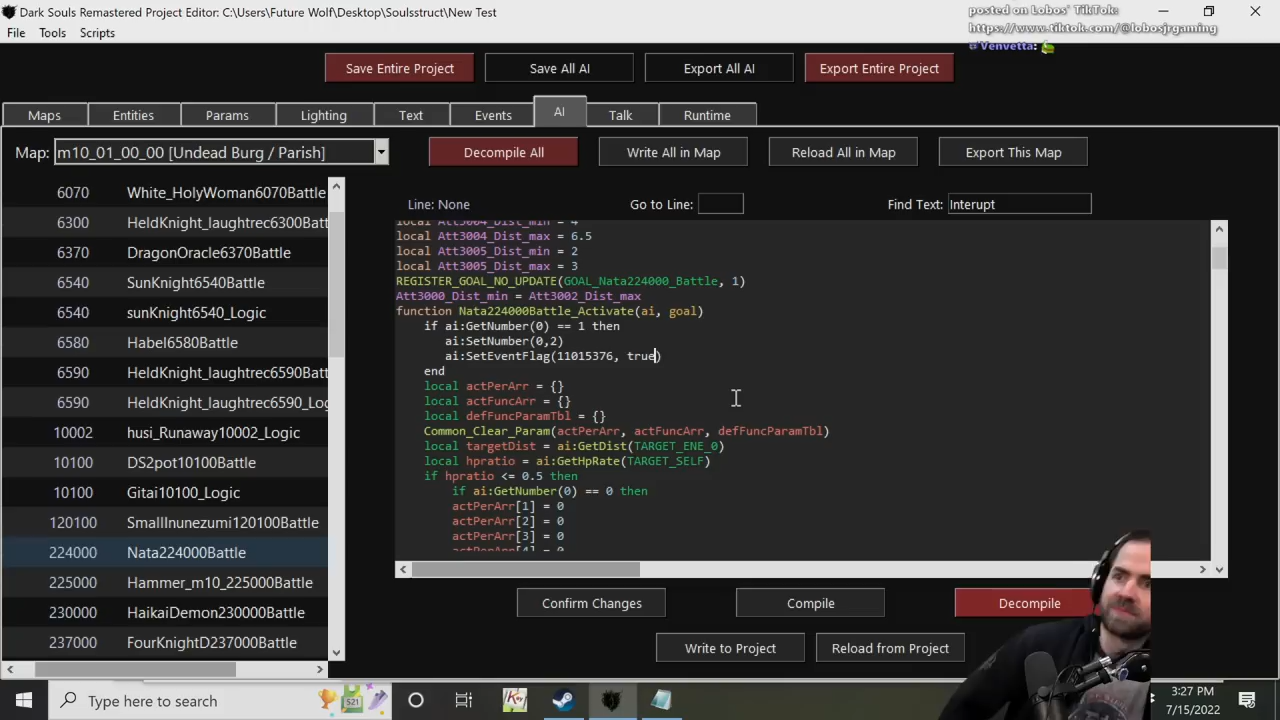 Dark Souls Remastered Project Editor: C:\Users\Future Wolf\Desktop\Soulsstruct\New Test
posted on Lobos' TikTok:
https://www.tiktok.com/@lobosjrgaming
Venvetta:
File Tools Scripts
Save Entire Project Save All AI Export All AI Export Entire Project
Maps Entities Params Lighting Text Events AI Talk Runtime
Map: m10_01_00_00 [Undead Burg / Parish] Decompile All Write All in Map Reload All in Map Export This Map
Line: None Go to Line: Find Text: Interupt
6070 White_HolyWoman6070Battle
6300 HeldKnight_laughtrec6300Batt
6370 DragonOracle6370Battle
6540 SunKnight6540Battle
6540 sunKnight6540_Logic
6580 Habel6580Battle
6590 HeldKnight_laughtrec6590Batt
6590 HeldKnight_laughtrec6590_Log
10002 husi_Runaway10002_Logic
10100 DS2pot10100Battle
10100 Gitai10100_Logic
120100 SmallInunezumi120100Battle
224000 Nata224000Battle
225000 Hammer_m10_225000Battle
230000 HaikaiDemon230000Battle
237000 FourKnightD237000Battle
local Att3004_Dist_min = 4
local Att3004_Dist_max = 6.5
local Att3005_Dist_min = 2
local Att3005_Dist_max = 3
REGISTER_GOAL_NO_UPDATE(GOAL_Nata224000_Battle, 1)
Att3000_Dist_min = Att3002_Dist_max
function Nata224000Battle_Activate(ai, goal)
if ai:GetNumber(0) == 1 then
ai:SetNumber(0,2)
ai:SetEventFlag(11015376, true)
end
local actPerArr = {}
local actFuncArr = {}
local defFuncParamTbl = {}
Common_Clear_Param(actPerArr, actFuncArr, defFuncParamTbl)
local targetDist = ai:GetDist(TARGET_ENE_0)
local hpratio = ai:GetHpRate(TARGET_SELF)
if hpratio <= 0.5 then
if ai:GetNumber(0) == 0 then
actPerArr[1] = 0
actPerArr[2] = 0
actPerArr[3] = 0
actPerArr[4] = 0
Confirm Changes Compile Decompile
Write to Project Reload from Project
Type here to search
521
3:27 PM
7/15/2022